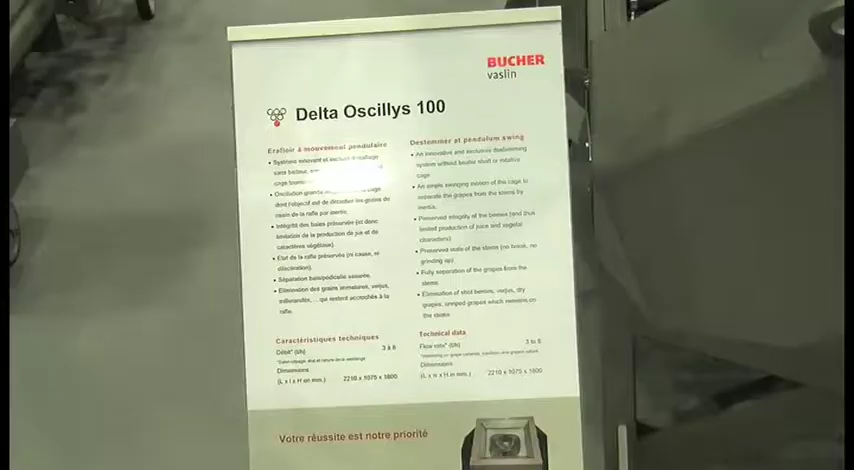 BUCHER
vaslin
Delta Oscillys 100
Erafloir à mouvement pendulaire
• Système innovant et exclusif d'éraflage
sans batteur,
cage
• Oscillation grande cage
dont l'objectif est de décrocher les grains de
raisin de la rafle par inertie.
• Intégrité des baies préservée (et donc
limitation de la production de jus et de
caractères végétaux).
• Etat de la rafle préservée (ni casse, ni
dilacération).
• Séparation baie/pédicelle assurée.
• Elimination des grains immatures, verjus,
millerandés, ... qui restent accrochés à la
rafle.
Caractéristiques techniques
Débit* (t/h) 3 à 8
Dimensions
(L x l x H en mm.) 2210 x 1075 x 1800
Destemmer at pendulum swing
• An innovative and exclusive destemming
system without beater shaft or rotative
cage
• An ample swinging motion of the cage to
separate the grapes from the stems by
inertia.
• Preserved integrity of the berries (and thus
limited production of juice and vegetal
characters).
• Preserved state of the stems (no break, no
grinding up).
• Fully separation of the grapes from the
stems
• Elimination of shot berries, verjus, dry
grapes, unriped grapes which remains on
the stems
Technical data
Flow rate* (t/h) 3 to 8
Dimensions
(L x w x H in mm.) 2210 x 1075 x 1800
Votre réussite est notre priorité